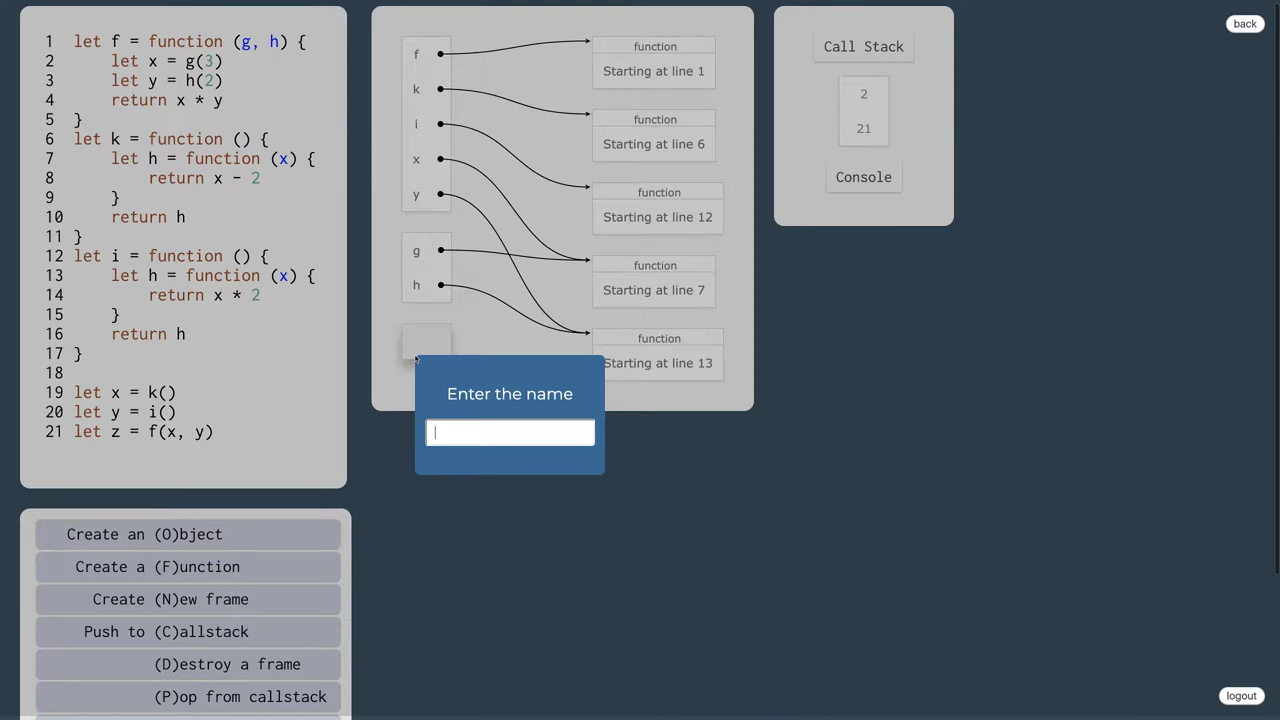 1 let f = function (g, h) {
2 let x = g(3)
3 let y = h(2)
4 return x * y
5 }
6 let k = function () {
7 let h = function (x) {
8 return x - 2
9 }
10 return h
11 }
12 let i = function () {
13 let h = function (x) {
14 return x * 2
15 }
16 return h
17 }
18
19 let x = k()
20 let y = i()
21 let z = f(x, y)
Create an (O)bject
Create a (F)unction
Create (N)ew frame
Push to (C)allstack
(D)estroy a frame
(P)op from callstack
f
k
i
x
y
g
h
function
Starting at line 1
function
Starting at line 6
function
Starting at line 12
function
Starting at line 7
function
Starting at line 13
Enter the name
Call Stack
2
21
Console
back
logout